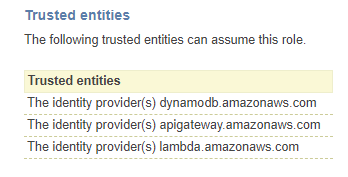 Trusted entities
The following trusted entities can assume this role.
Trusted entities
The identity provider(s) dynamodb.amazonaws.com
The identity provider(s) apigateway.amazonaws.com
The identity provider(s) lambda.amazonaws.com